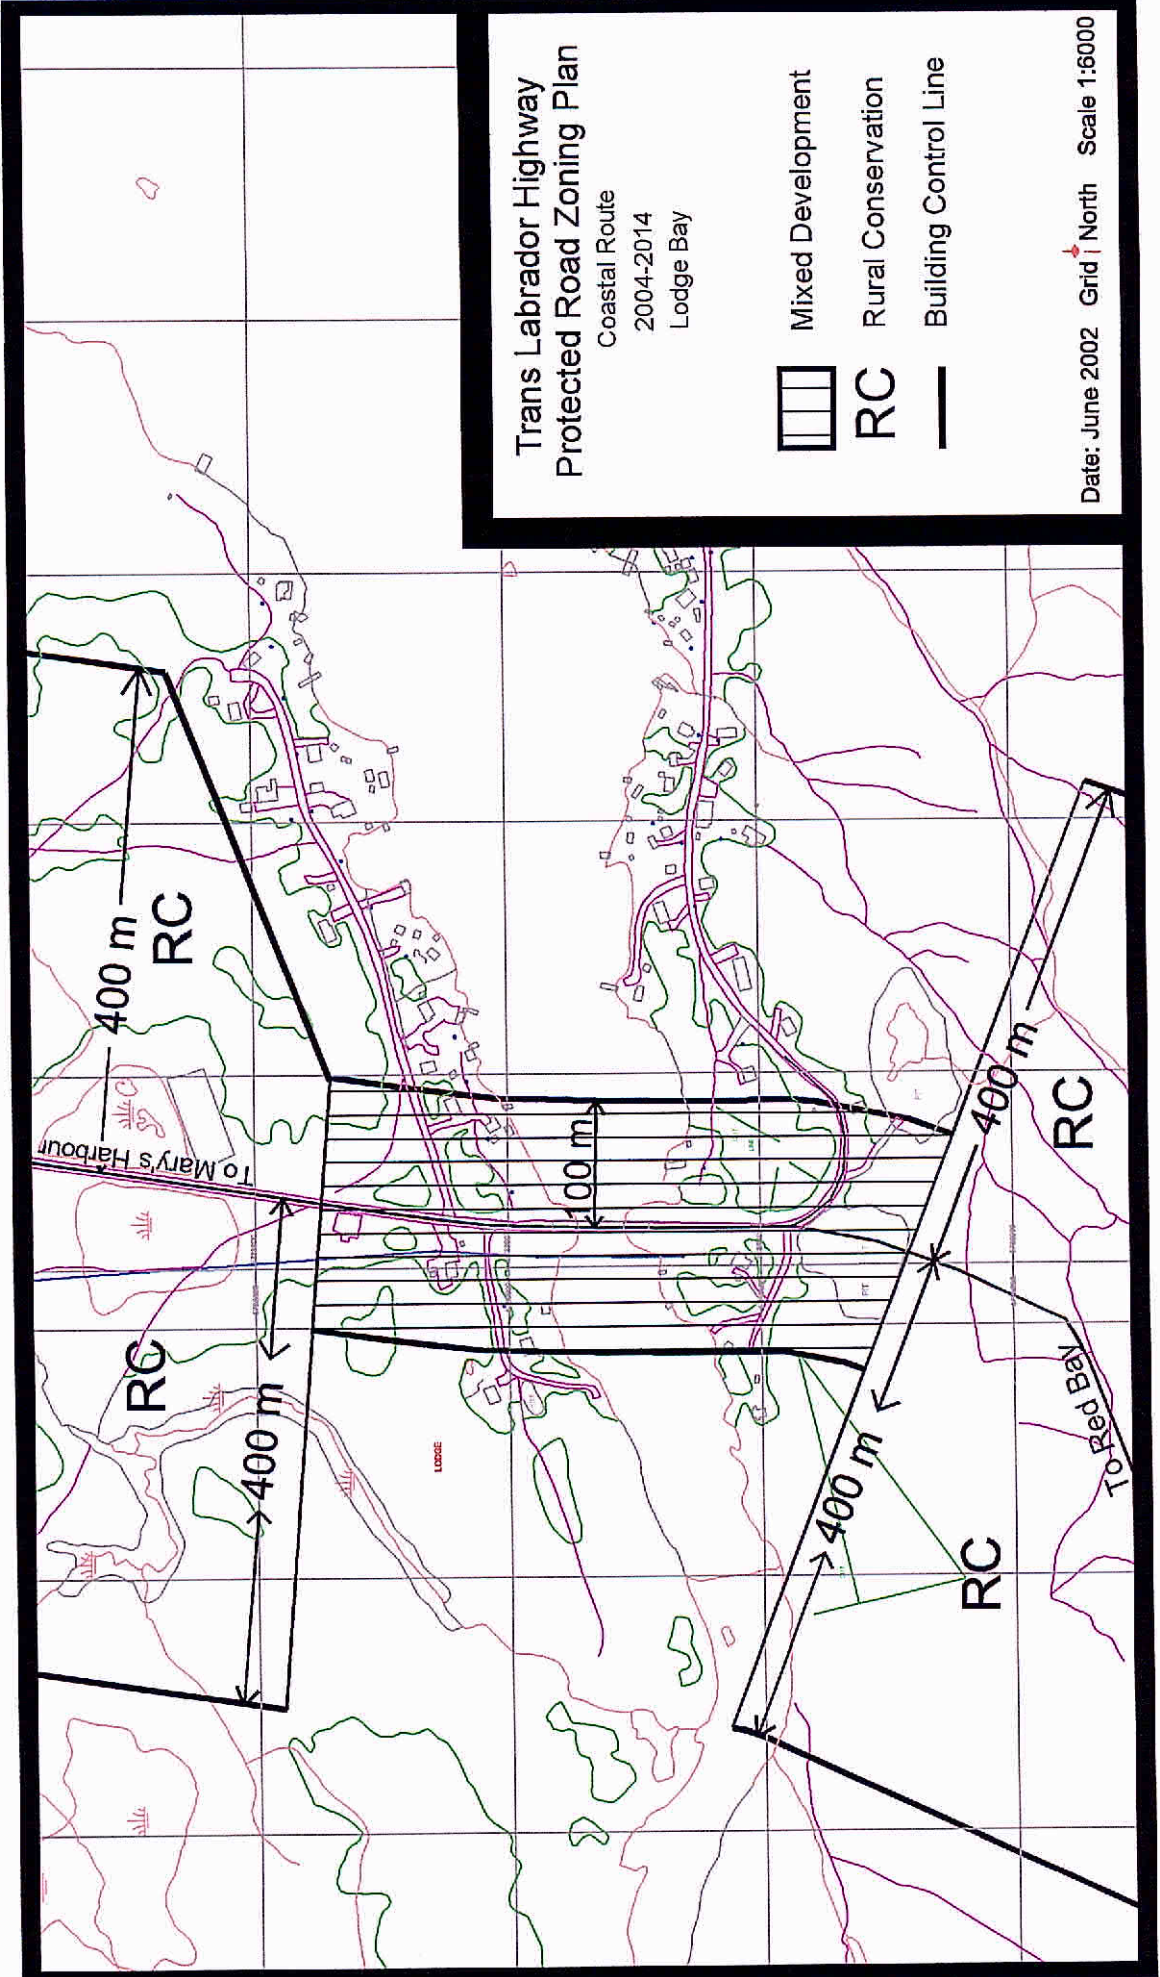 Trans Labrador Highway
Protected Road Zoning Plan
Coastal Route
2004-2014
Lodge Bay
Mixed Development
RC Rural Conservation
Building Control Line
Date: June 2002 Grid North Scale 1:6000
To Mary's Harbour
400 m
RC
RC
400 m
100 m
LODGE
PIT
PIT
400 m
RC
400 m
RC
To Red Bay